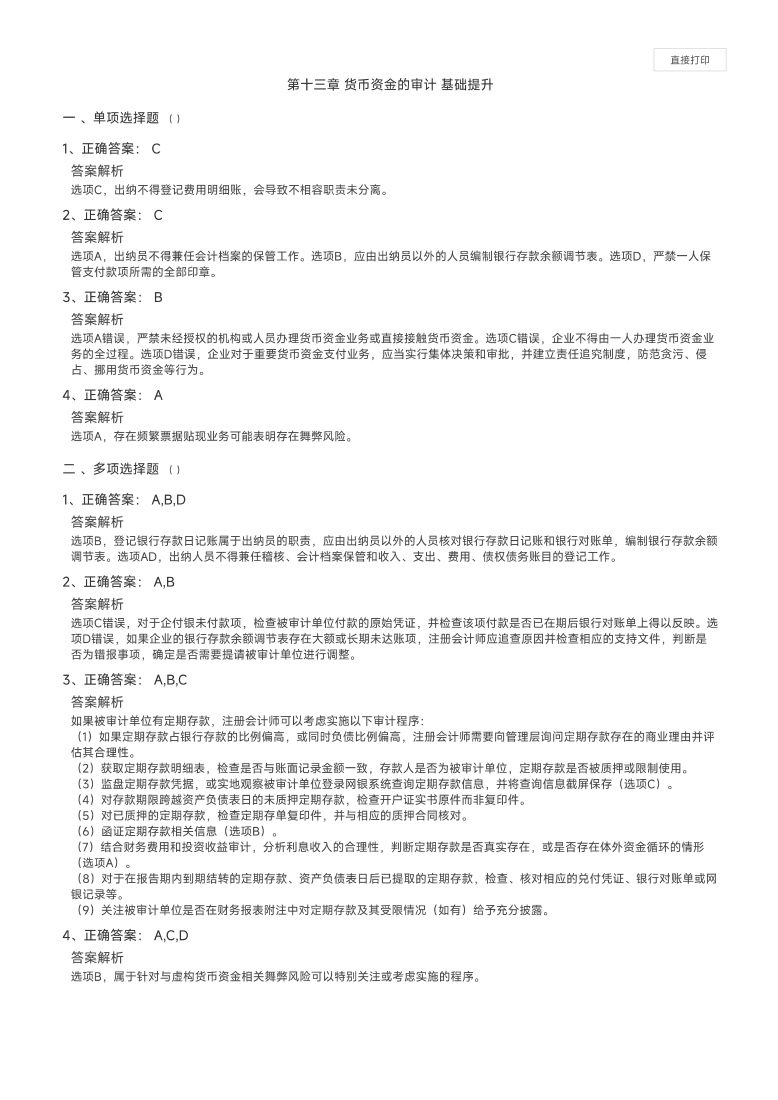 直接打印
第十三章 货币资金的审计 基础提升
一 、单项选择题 （ ）
1、正确答案： C
答案解析
选项C，出纳不得登记费用明细账，会导致不相容职责未分离。
2、正确答案： C
答案解析
选项A，出纳员不得兼任会计档案的保管工作。选项B，应由出纳员以外的人员编制银行存款余额调节表。选项D，严禁一人保
管支付款项所需的全部印章。
3、正确答案： B
答案解析
选项A错误，严禁未经授权的机构或人员办理货币资金业务或直接接触货币资金。选项C错误，企业不得由一人办理货币资金业
务的全过程。选项D错误，企业对于重要货币资金支付业务，应当实行集体决策和审批，并建立责任追究制度，防范贪污、侵
占、挪用货币资金等行为。
4、正确答案： A
答案解析
选项A，存在频繁票据贴现业务可能表明存在舞弊风险。
二 、多项选择题 （ ）
1、正确答案： A,B,D
答案解析
选项B，登记银行存款日记账属于出纳员的职责，应由出纳员以外的人员核对银行存款日记账和银行对账单，编制银行存款余额
调节表。选项AD，出纳人员不得兼任稽核、会计档案保管和收入、支出、费用、债权债务账目的登记工作。
2、正确答案： A,B
答案解析
选项C错误，对于企付银未付款项，检查被审计单位付款的原始凭证，并检查该项付款是否已在期后银行对账单上得以反映。选
项D错误，如果企业的银行存款余额调节表存在大额或长期未达账项，注册会计师应追查原因并检查相应的支持文件，判断是
否为错报事项，确定是否需要提请被审计单位进行调整。
3、正确答案： A,B,C
答案解析
如果被审计单位有定期存款，注册会计师可以考虑实施以下审计程序：
（1）如果定期存款占银行存款的比例偏高，或同时负债比例偏高，注册会计师需要向管理层询问定期存款存在的商业理由并评
估其合理性。
（2）获取定期存款明细表，检查是否与账面记录金额一致，存款人是否为被审计单位，定期存款是否被质押或限制使用。
（3）监盘定期存款凭据，或实地观察被审计单位登录网银系统查询定期存款信息，并将查询信息截屏保存（选项C）。
（4）对存款期限跨越资产负债表日的未质押定期存款，检查开户证实书原件而非复印件。
（5）对已质押的定期存款，检查定期存单复印件，并与相应的质押合同核对。
（6）函证定期存款相关信息（选项B）。
（7）结合财务费用和投资收益审计，分析利息收入的合理性，判断定期存款是否真实存在，或是否存在体外资金循环的情形
（选项A）。
（8）对于在报告期内到期结转的定期存款、资产负债表日后已提取的定期存款，检查、核对相应的兑付凭证、银行对账单或网
银记录等。
（9）关注被审计单位是否在财务报表附注中对定期存款及其受限情况（如有）给予充分披露。
4、正确答案： A,C,D
答案解析
选项B，属于针对与虚构货币资金相关舞弊风险可以特别关注或考虑实施的程序。